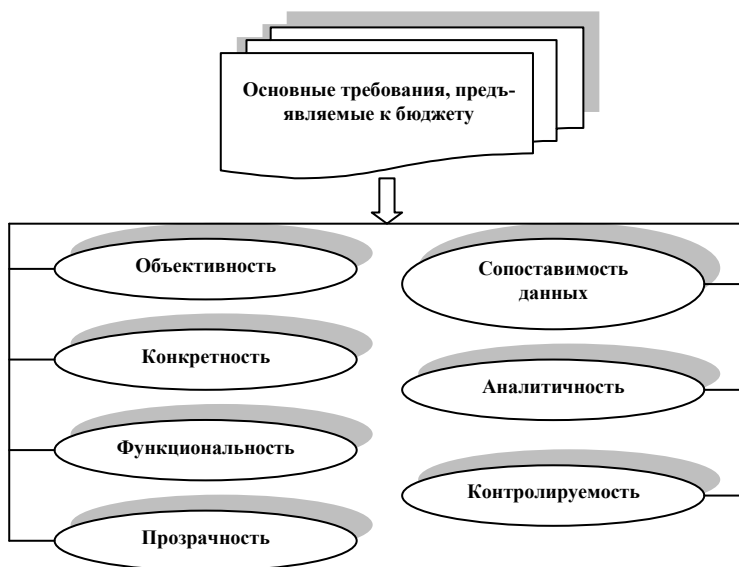 Основные требования, предъ-
являемые к бюджету
Объективность
Конкретность
Функциональность
Прозрачность
Сопоставимость
данных
Аналитичность
Контролируемость